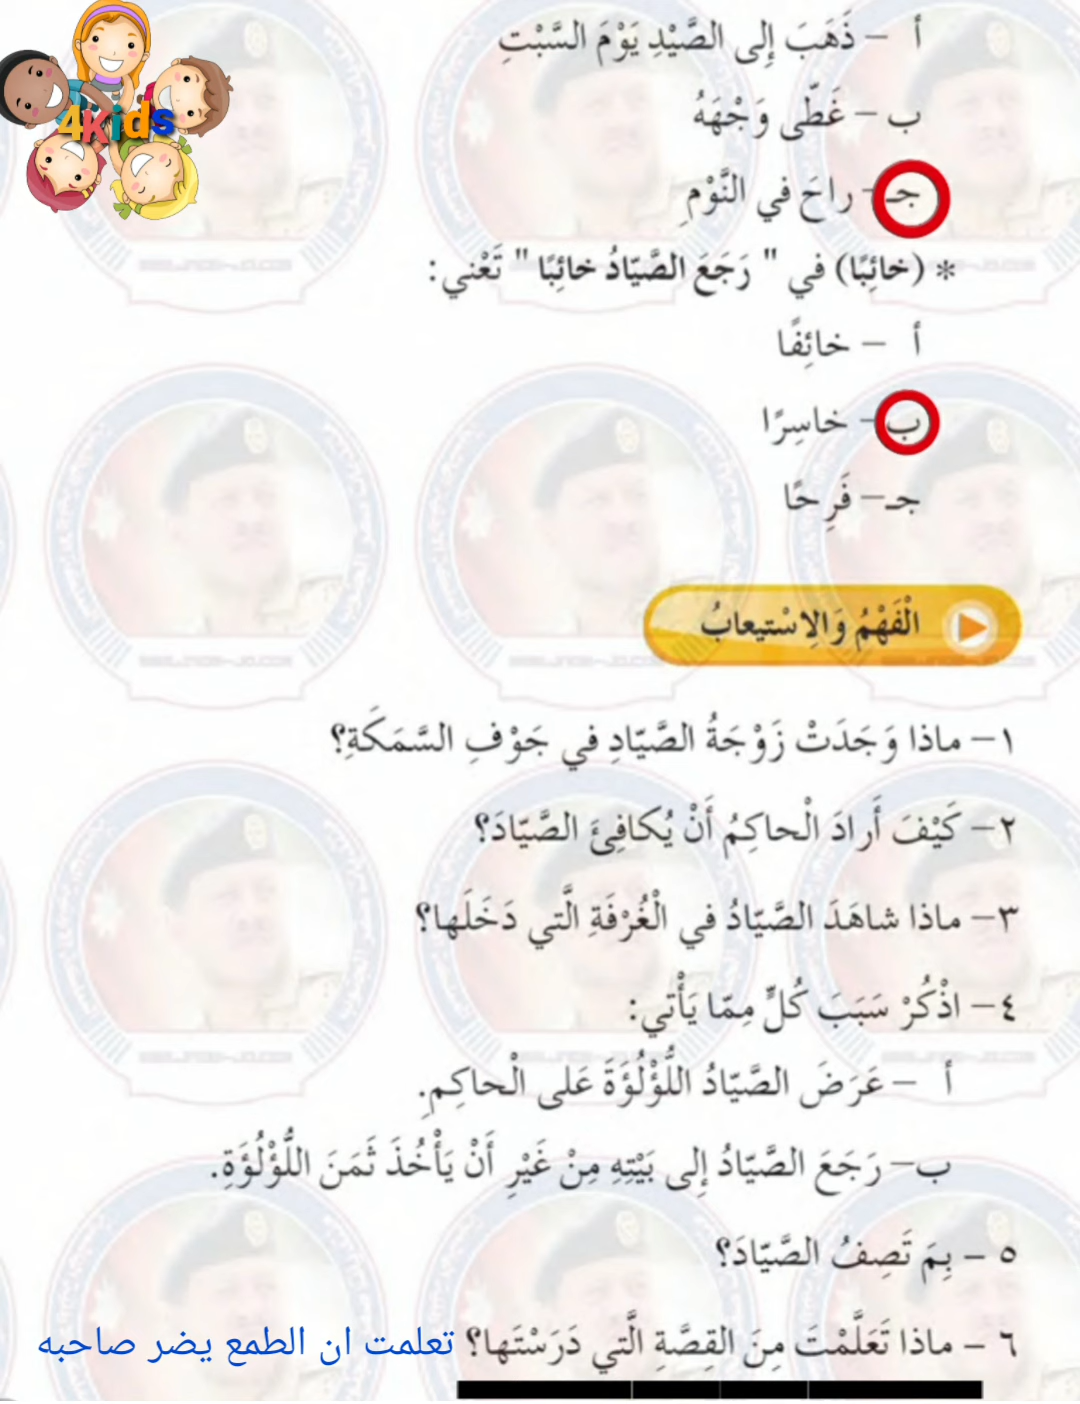 4kids
أ – ذَهَبَ إِلى الصَّيْدِ يَوْمَ السَّبْتِ
ب – غَطّى وَجْهَهُ
جـ - راحَ في النَّوْمِ
* (خائِبًا) في " رَجَعَ الصَّيّادُ خائِبًا " تَعْني :
أ – خائِفًا
ب - خاسِرًا
جـ – فَرِحًا
الْفَهْمُ وَالِاسْتيعابُ
١ – ماذا وَجَدَتْ زَوْجَةُ الصَّيّادِ في جَوْفِ السَّمَكَةِ؟
٢ – كَيْفَ أَرادَ الْحاكِمُ أَنْ يُكافِئَ الصَّيّادَ؟
٣ – ماذا شاهَدَ الصَّيّادُ في الْغُرْفَةِ الَّتي دَخَلَها؟
٤ – اذْكُرْ سَبَبَ كُلٍّ مِمّا يَأْتي:
أ – عَرَضَ الصَّيّادُ اللُّؤْلُؤَةَ عَلى الْحاكِمِ.
ب – رَجَعَ الصَّيّادُ إِلى بَيْتِهِ مِنْ غَيْرِ أَنْ يَأْخُذَ ثَمَنَ اللُّؤْلُؤَةِ.
٥ – بِمَ تَصِفُ الصَّيّادَ؟
٦ – ماذا تَعَلَّمْتَ مِنَ القِصَّةِ الَّتي دَرَسْتَها؟ تعلمت ان الطمع يضر صاحبه